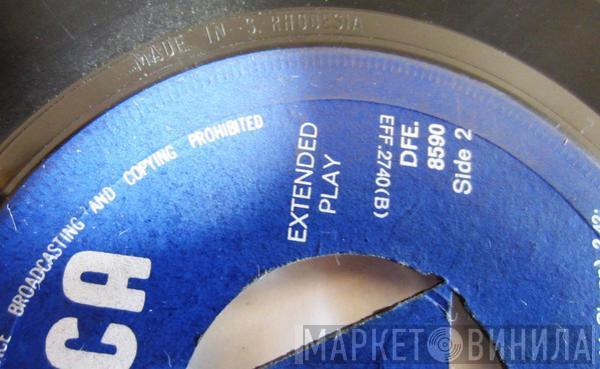 MADE IN S. RHODESIA
BROADCASTING AND COPYING PROHIBITED
EXTENDED
PLAY
DFE.
8590
EFF.2740(B)
Side 2
CA
МАРКЕТ ВИНИЛА